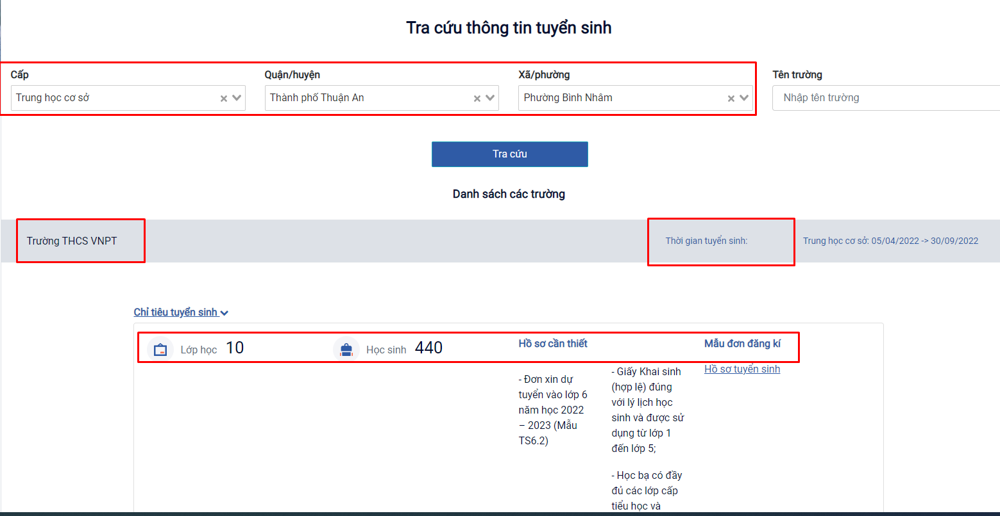 Tra cứu thông tin tuyển sinh
Cấp
Quận/huyện
Xã/phường
Tên trường
Trung học cơ sở
Thành phố Thuận An
Phường Bình Nhâm
Nhập tên trường
Tra cứu
Danh sách các trường
Trường THCS VNPT
Thời gian tuyển sinh:
Trung học cơ sở: 05/04/2022 -> 30/09/2022
Chỉ tiêu tuyển sinh
Lớp học 10
Học sinh 440
Hồ sơ cần thiết
- Đơn xin dự
tuyển vào lớp 6
năm học 2022
– 2023 (Mẫu
TS6.2)
- Giấy Khai sinh
(hợp lệ) đúng
với lý lịch học
sinh và được sử
dụng từ lớp 1
đến lớp 5;
- Học bạ có đầy
đủ các lớp cấp
tiểu học và
Mẫu đơn đăng kí
Hồ sơ tuyển sinh